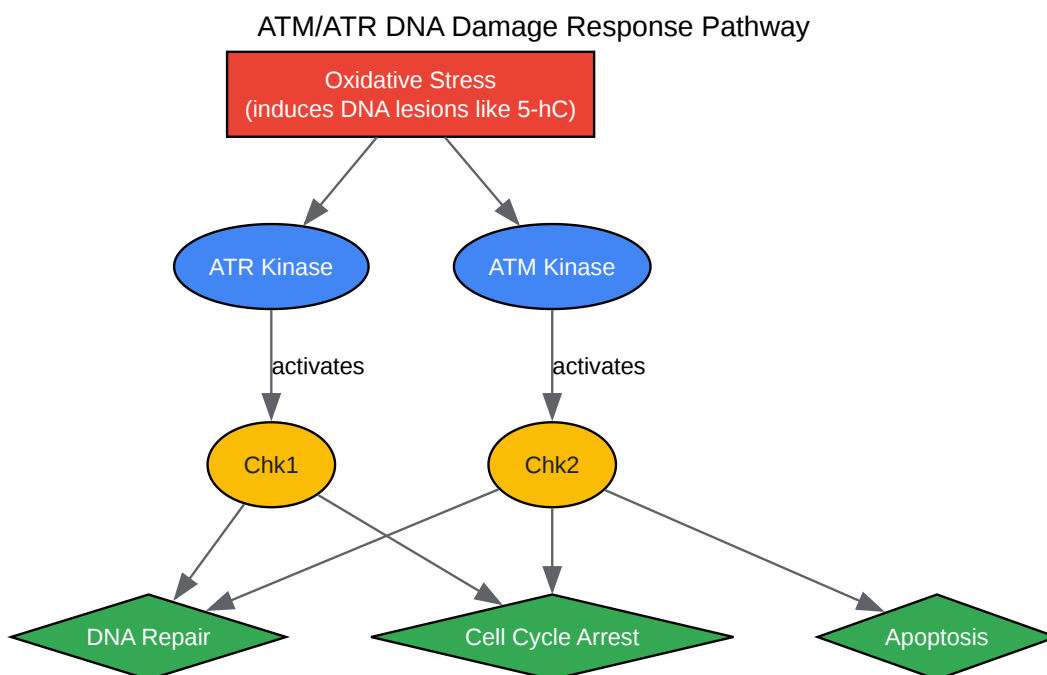 ATM/ATR DNA Damage Response Pathway
Oxidative Stress
(induces DNA lesions like 5-hC)
ATR Kinase
ATM Kinase
activates
activates
Chk1
Chk2
DNA Repair
Cell Cycle Arrest
Apoptosis